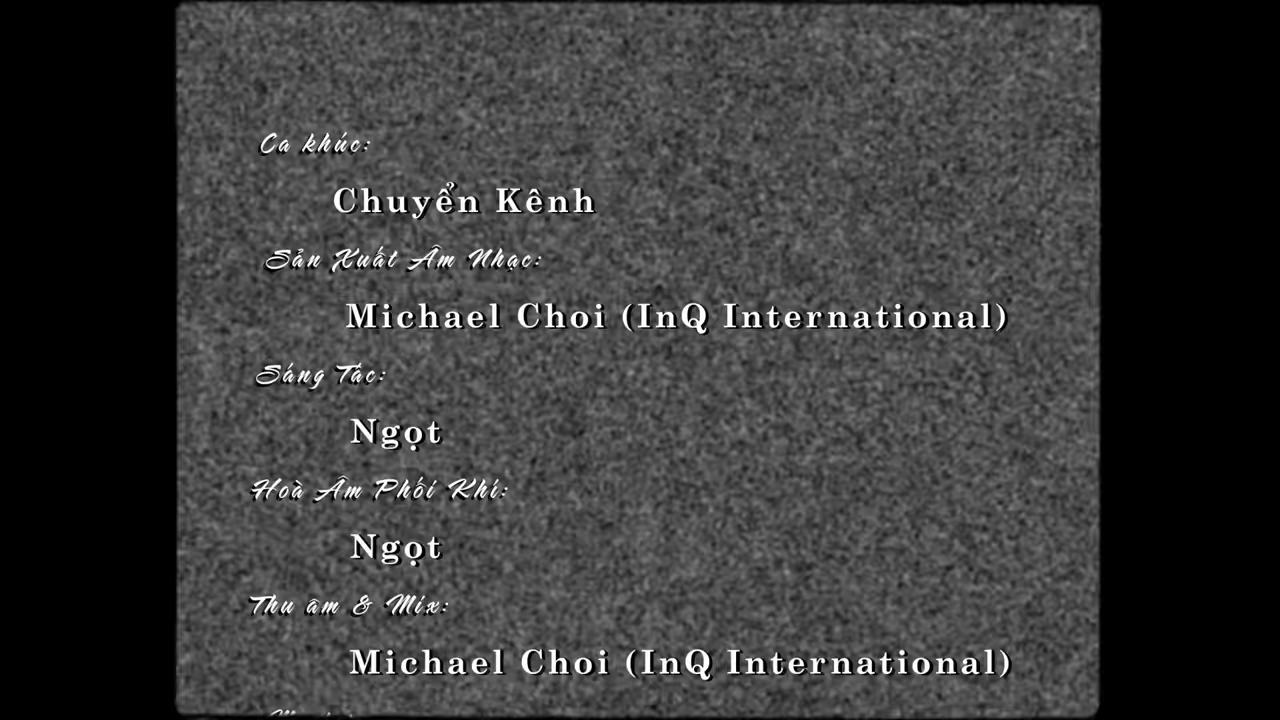 Ca khúc:
Chuyển Kênh
Sản Xuất Âm Nhạc:
Michael Choi (InQ International)
Sáng Tác:
Ngọt
Hoà Âm Phối Khí:
Ngọt
Thu âm & Mix:
Michael Choi (InQ International)